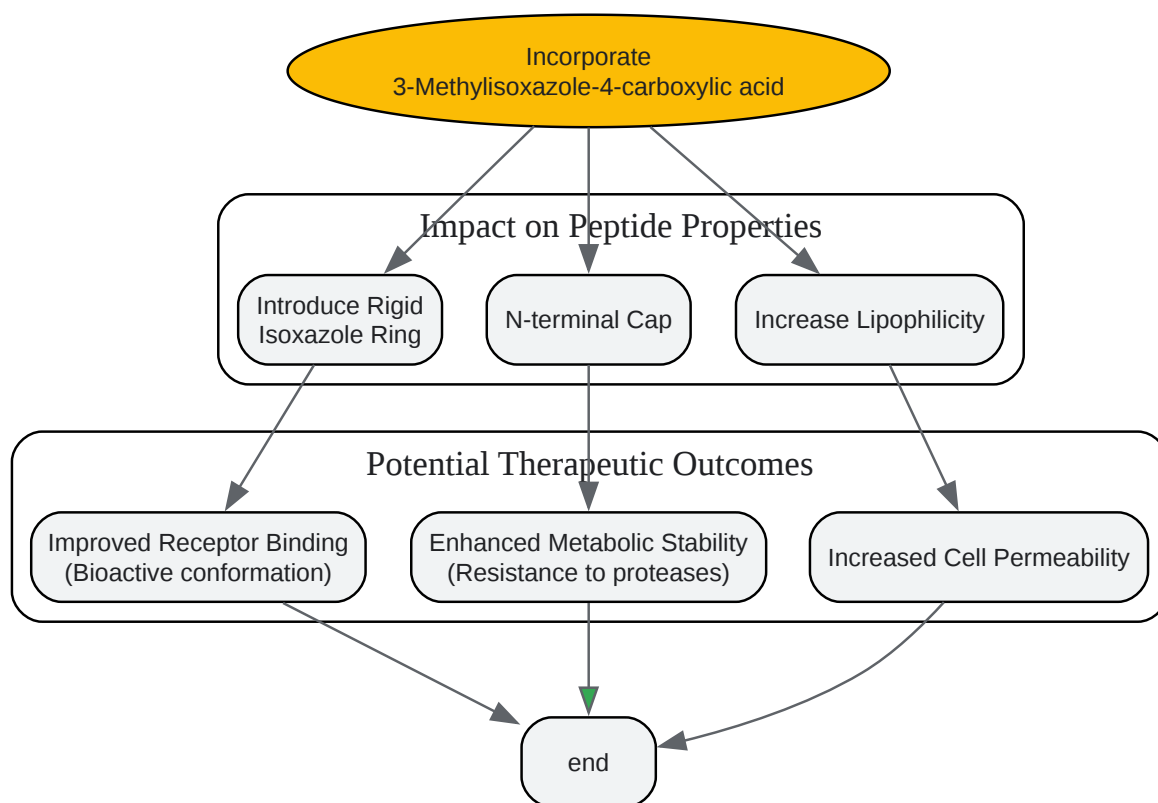 Incorporate
3-Methylisoxazole-4-carboxylic acid
Impact on Peptide Properties
Introduce Rigid
Isoxazole Ring
N-terminal Cap
Increase Lipophilicity
Potential Therapeutic Outcomes
Improved Receptor Binding
(Bioactive conformation)
Enhanced Metabolic Stability
(Resistance to proteases)
Increased Cell Permeability
end